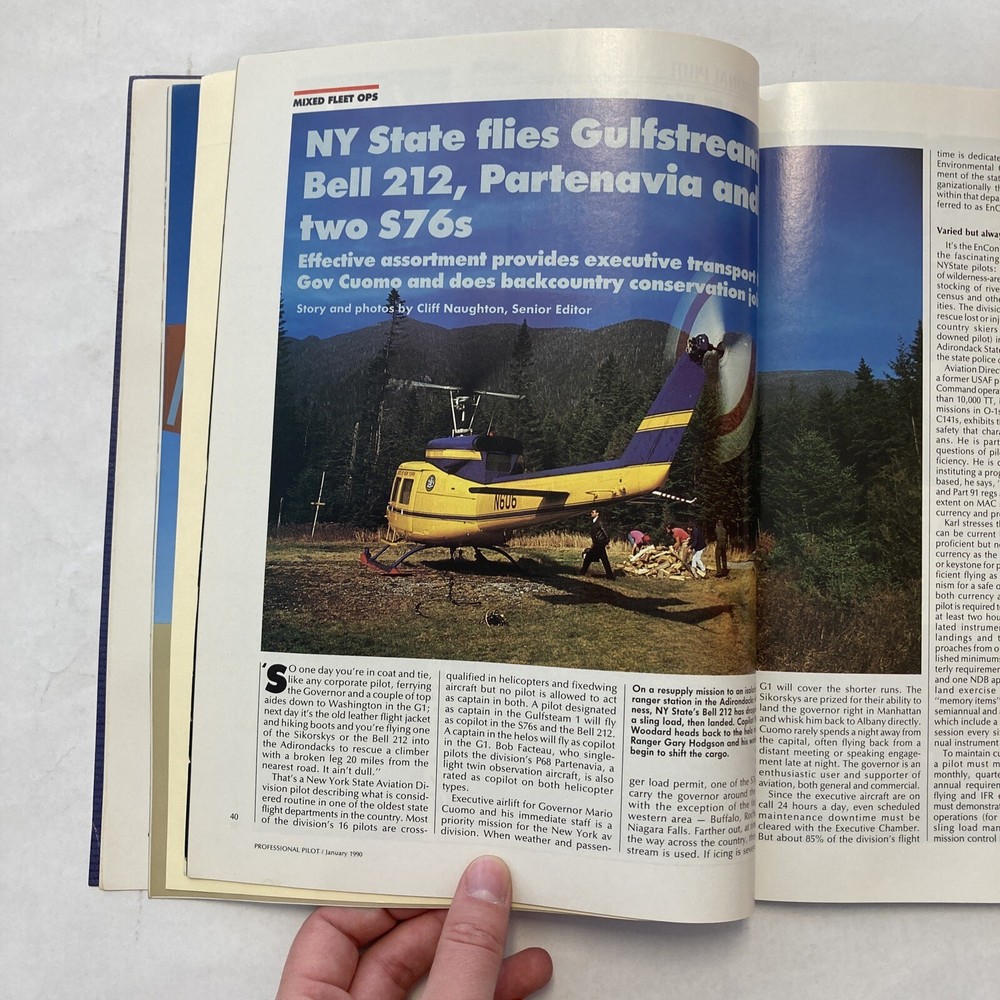 MIXED FLEET OPS
NY State flies Gulfstream
Bell 212, Partenavia and
two S76s
Effective assortment provides executive transport
Gov Cuomo and does backcountry conservation
Story and photos by Cliff Naughton, Senior Editor
N606
'SO one day you're in coat and tie,
like any corporate pilot, ferrying
the Governor and a couple of top
aides down to Washington in the G1;
next day it's the old leather flight jacket
and hiking boots and you're flying one
of the Sikorskys or the Bell 212 into
the Adirondacks to rescue a climber
with a broken leg 20 miles from the
nearest road. It ain't dull."
That's a New York State Aviation Di-
vision pilot describing what is consid-
ered routine in one of the oldest state
flight departments in the country. Most
of the division's 16 pilots are cross-
qualified in helicopters and fixedwing
aircraft but no pilot is allowed to act
as captain in both. A pilot designated
as captain in the Gulfsteam 1 will fly
as copilot in the S76s and the Bell 212.
A captain in the helos will fly as copilot
in the G1. Bob Facteau, who single-
pilots the division's P68 Partenavia, a
light twin observation aircraft, is also
rated as copilot on both helicopter
types.
Executive airlift for Governor Mario
Cuomo and his immediate staff is a
priority mission for the New York av
division. When weather and passen-
On a resupply mission to an
ranger station in the Adirondack
ness, NY State's Bell 212 has
a sling load, then landed.
Woodard heads back to the
Ranger Gary Hodgson and his
begin to shift the cargo.
ger load permit, one of the
carry the governor around
with the exception of the
western area — Buffalo,
Niagara Falls. Farther out, at
the way across the country,
stream is used. If icing is
G1 will cover the shorter runs. The
Sikorskys are prized for their ability to
land the governor right in Manhattan
and whisk him back to Albany directly.
Cuomo rarely spends a night away from
the capital, often flying back from a
distant meeting or speaking engage-
ment late at night. The governor is an
enthusiastic user and supporter of
aviation, both general and commercial.
Since the executive aircraft are on
call 24 hours a day, even scheduled
maintenance downtime must be
cleared with the Executive Chamber.
But about 85% of the division's flight
time is dedicate
Environmental
ment of the stat
ganizationally th
within that depa
ferred to as EnC
Varied but alway
It's the EnCon
the fascinating
NYState pilots:
of wilderness-are
stocking of rive
census and othe
ities. The divisio
rescue lost or inj
country skiers
downed pilot) in
Adirondack State
the state police
Aviation Direc
a former USAF p
Command opera
than 10,000 TT,
missions in O-1s
C141s, exhibits t
safety that char
ans. He is part
questions of pil
ficiency. He is
instituting a prog
based, he says,
and Part 91 regs
extent on MAC
currency and pr
Karl stresses th
can be current
proficient but n
currency as the
or keystone for p
ficient flying as
nism for a safe
both currency a
pilot is required t
at least two hou
lated instrumen
landings and t
proaches from o
lished minimum
terly requiremen
and one NDB ap
land exercise
"memory items"
semiannual and
which include a
session every si
nual instrument
To maintain cu
a pilot must m
monthly, quarte
annual requirem
flying and IFR
must demonstrat
operations (for
sling load man
mission control
40
PROFESSIONAL PILOT / January 1990